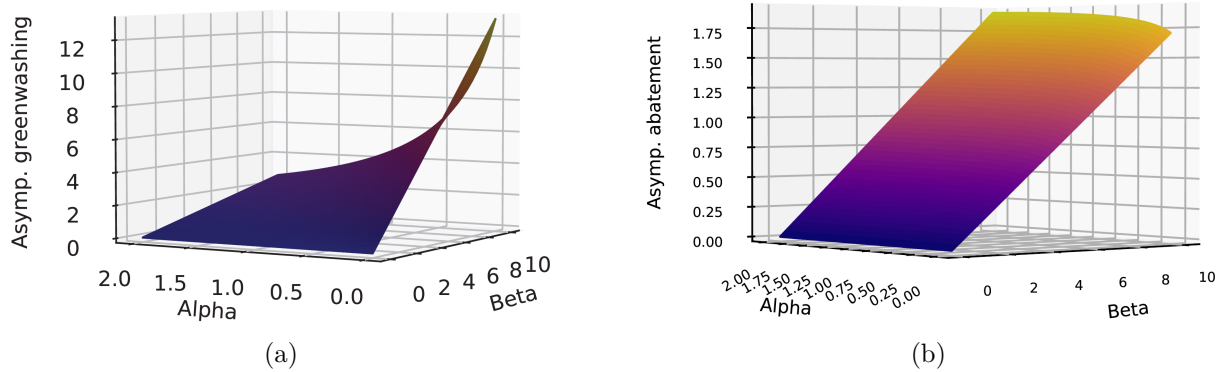 Asymp. greenwashing
12
10
8
6
4
2
0
2.0 1.5 1.0 0.5 0.0
Alpha
0 2 4 6 8 10
Beta
(a)
Asymp. abatement
1.75
1.50
1.25
1.00
0.75
0.50
0.25
0.00
2.00 1.75 1.50 1.25 1.00 0.75 0.50 0.25 0.00
Alpha
0 2 4 6 8 10
Beta
(b)